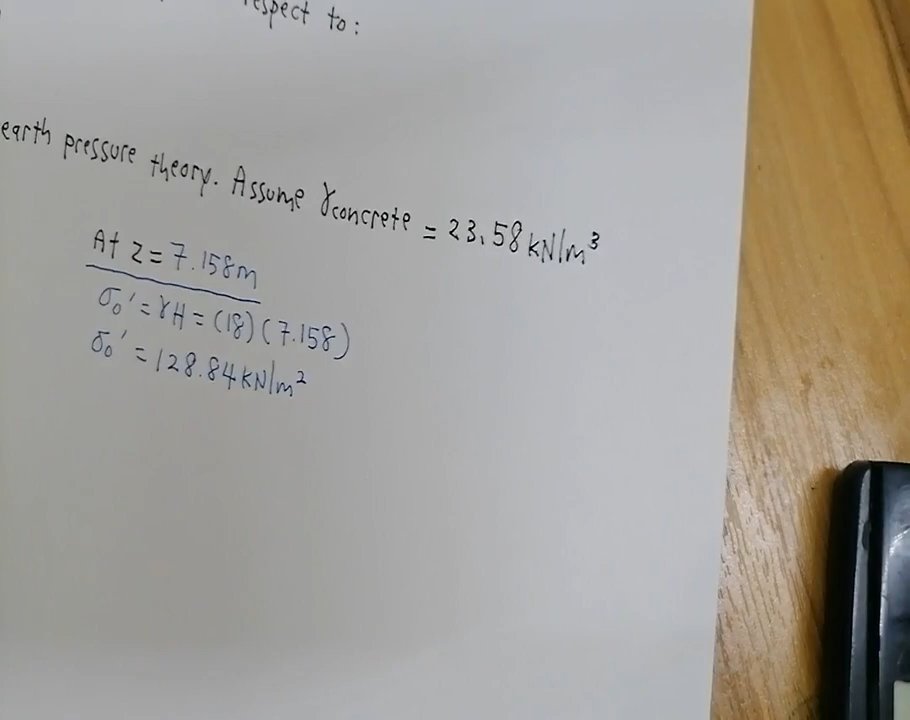 respect to:
earth pressure theory. Assume γconcrete = 23.58 kN/m³
At z = 7.158m
σ₀' = γH = (18)(7.158)
σ₀' = 128.84 kN/m²